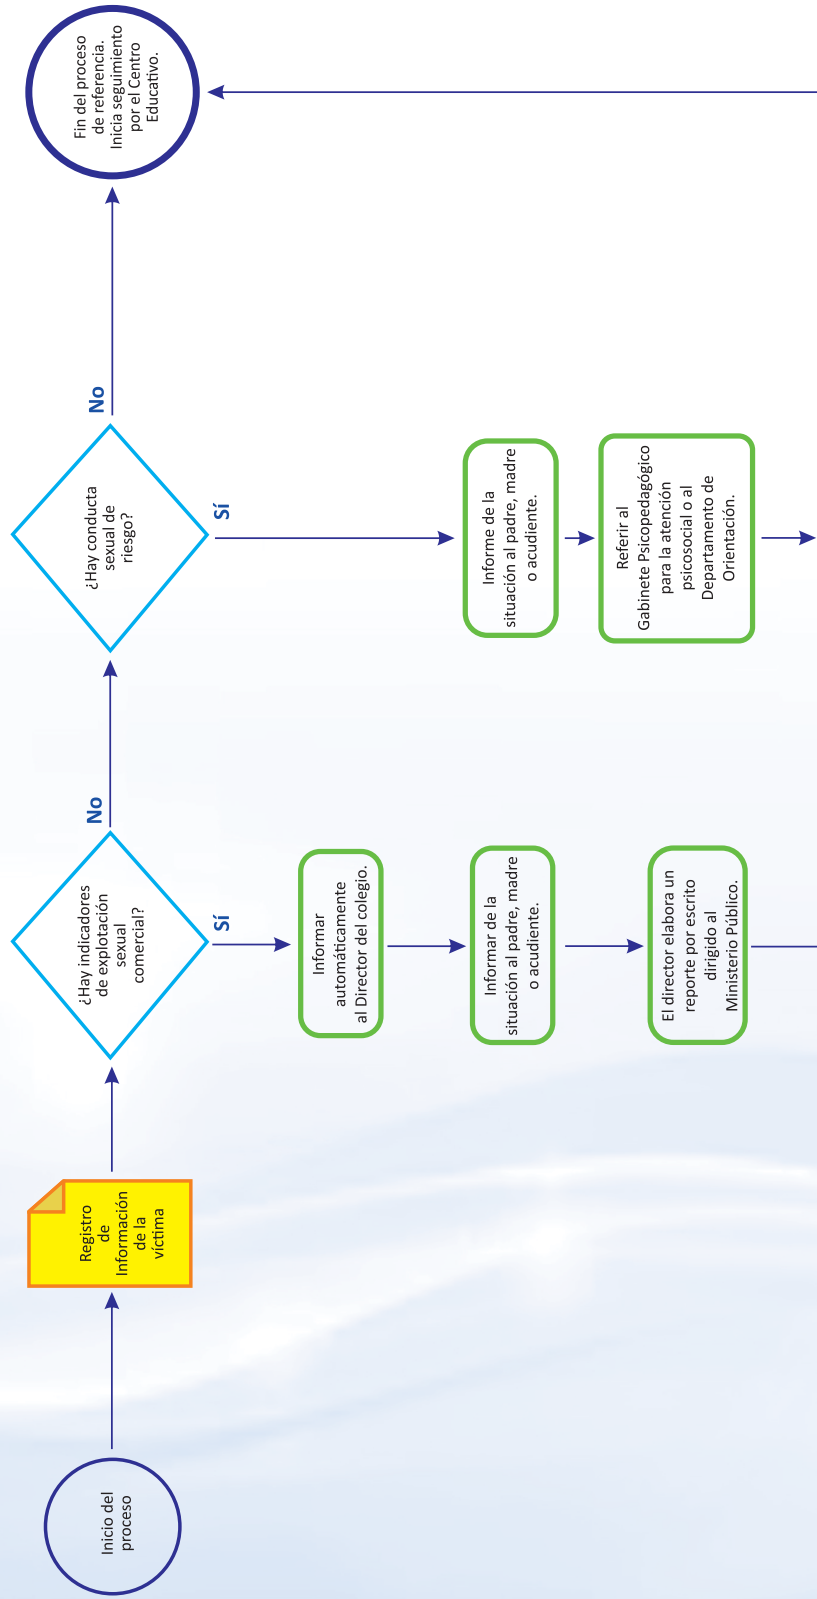 Inicio del
proceso
Registro
de
Información
de la
víctima
¿Hay indicadores
de explotación
sexual
comercial?
No
Sí
¿Hay conducta
sexual de
riesgo?
No
Sí
Fin del proceso
de referencia.
Inicia seguimiento
por el Centro
Educativo.
Informar
automáticamente
al Director del colegio.
Informar de la
situación al padre, madre
o acudiente.
El director elabora un
reporte por escrito
dirigido al
Ministerio Público.
Informe de la
situación al padre, madre
o acudiente.
Referir al
Gabinete Psicopedagógico
para la atención
psicosocial o al
Departamento de
Orientación.